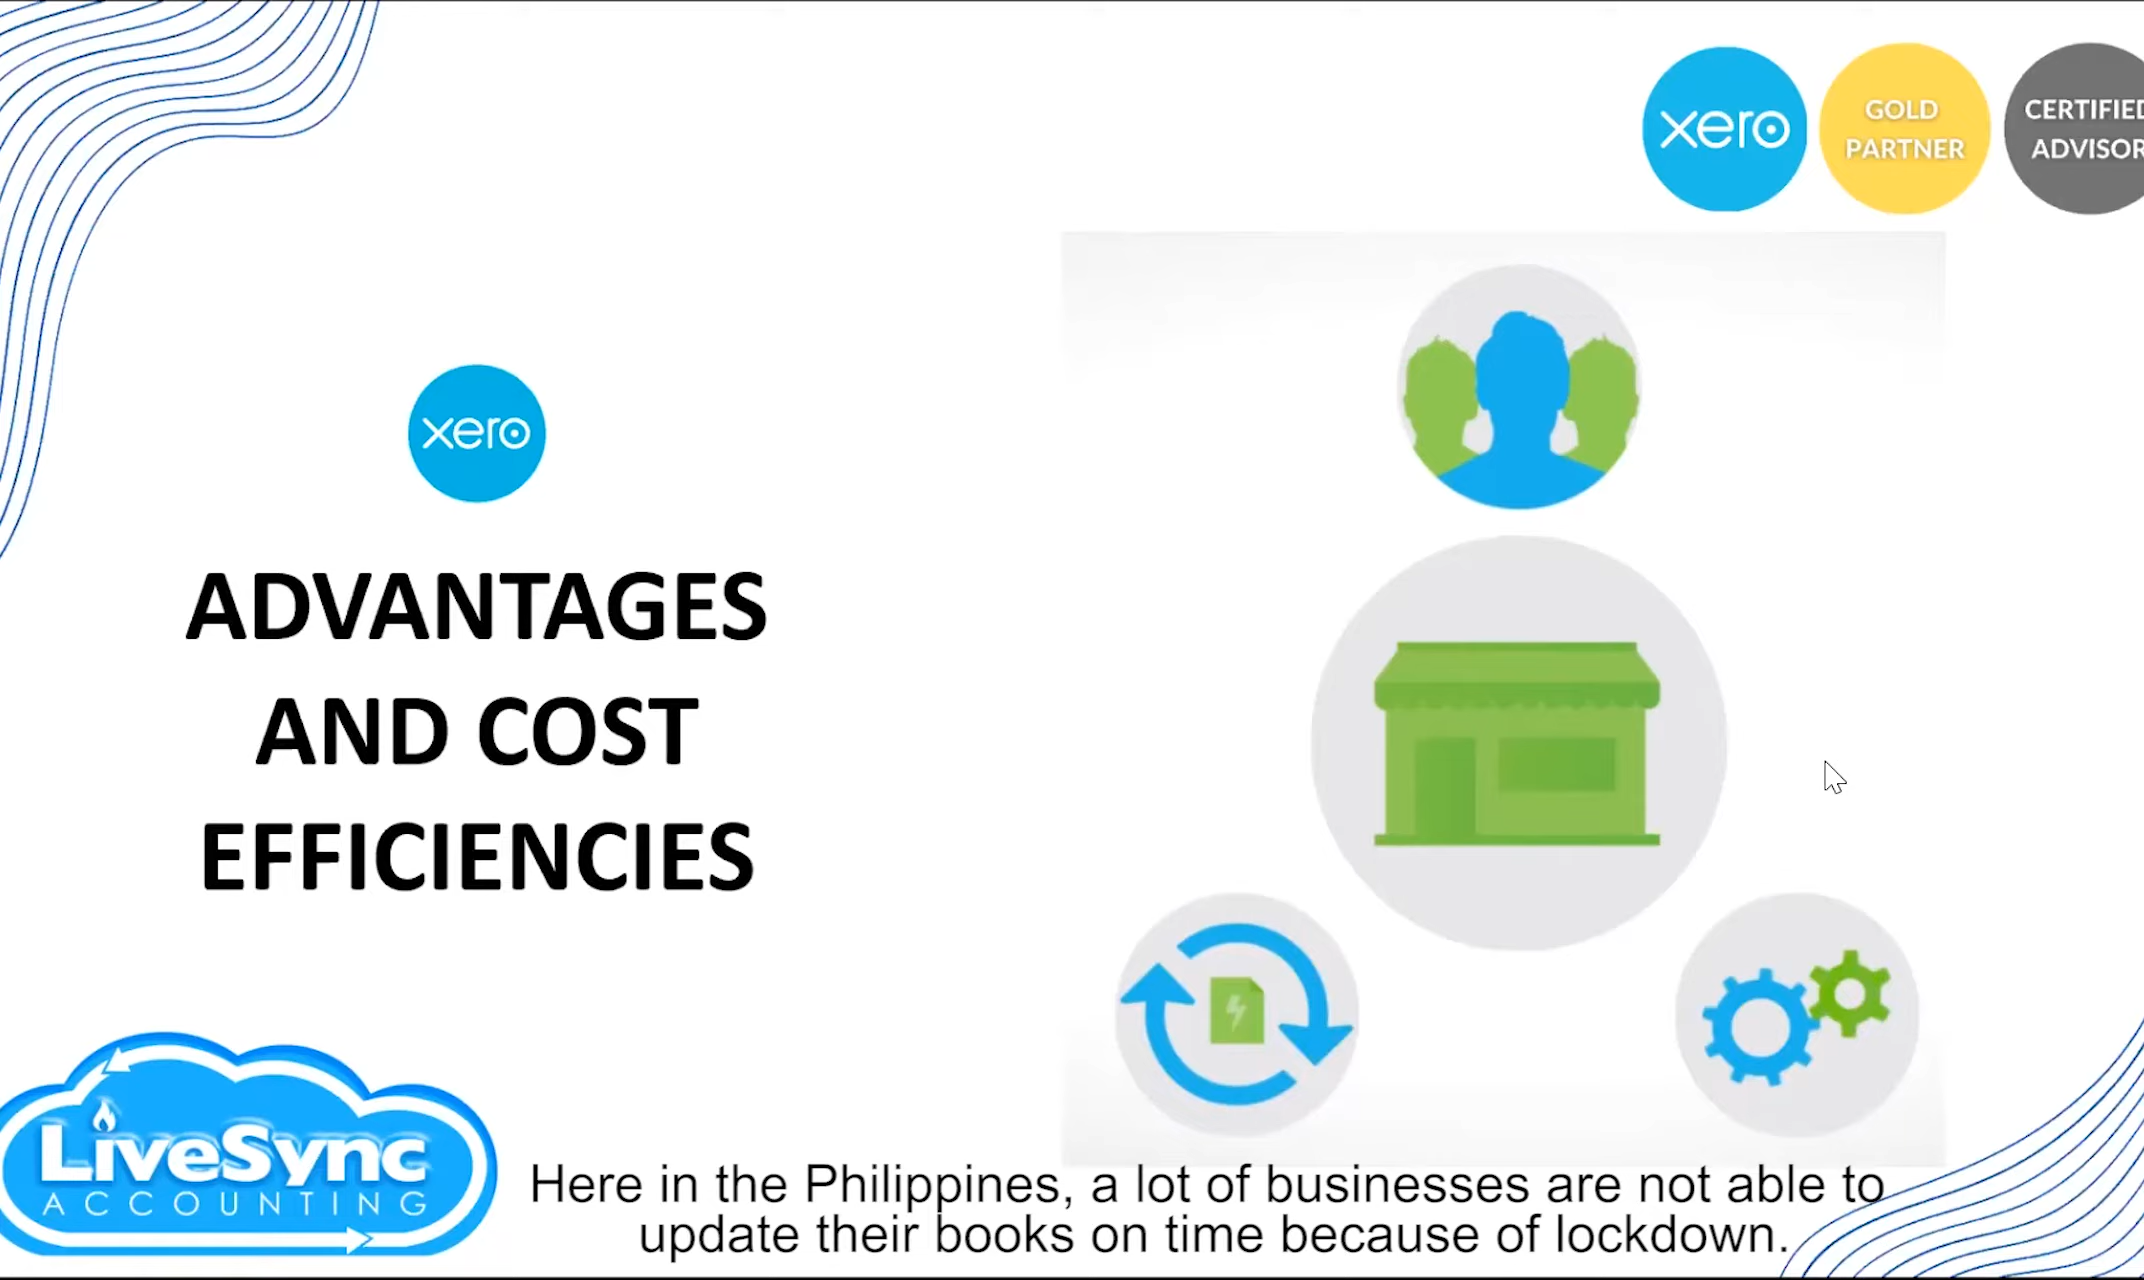 xero
GOLD
PARTNER
CERTIFIED
ADVISOR
xero
ADVANTAGES
AND COST
EFFICIENCIES
LiveSync
ACCOUNTING
Here in the Philippines, a lot of businesses are not able to
update their books on time because of lockdown.